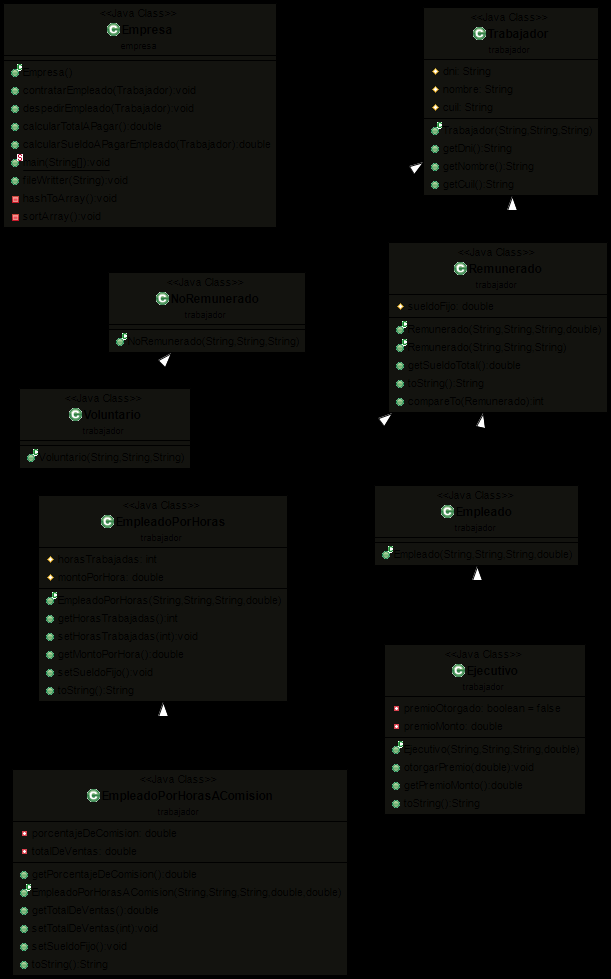 <<Java Class>>
Empresa
empresa
Empresa()
contratarEmpleado(Trabajador):void
despedirEmpleado(Trabajador):void
calcularTotalAPagar():double
calcularSueldoAPagarEmpleado(Trabajador):double
main(String[]):void
fileWritter(String):void
hashToArray():void
sortArray():void
<<Java Class>>
Trabajador
trabajador
dni: String
nombre: String
cuil: String
Trabajador(String,String,String)
getDni():String
getNombre():String
getCuil():String
<<Java Class>>
NoRemunerado
trabajador
NoRemunerado(String,String,String)
<<Java Class>>
Remunerado
trabajador
sueldoFijo: double
Remunerado(String,String,String,double)
Remunerado(String,String,String)
getSueldoTotal():double
toString():String
compareTo(Remunerado):int
<<Java Class>>
Voluntario
trabajador
Voluntario(String,String,String)
<<Java Class>>
EmpleadoPorHoras
trabajador
horasTrabajadas: int
montoPorHora: double
EmpleadoPorHoras(String,String,String,double)
getHorasTrabajadas():int
setHorasTrabajadas(int):void
getMontoPorHora():double
setSueldoFijo():void
toString():String
<<Java Class>>
Empleado
trabajador
Empleado(String,String,String,double)
<<Java Class>>
Ejecutivo
trabajador
premioOtorgado: boolean = false
premioMonto: double
Ejecutivo(String,String,String,double)
otorgarPremio(double):void
getPremioMonto():double
toString():String
<<Java Class>>
EmpleadoPorHorasAComision
trabajador
porcentajeDeComision: double
totalDeVentas: double
getPorcentajeDeComision():double
EmpleadoPorHorasAComision(String,String,String,double,double)
getTotalDeVentas():double
setTotalDeVentas(int):void
setSueldoFijo():void
toString():String